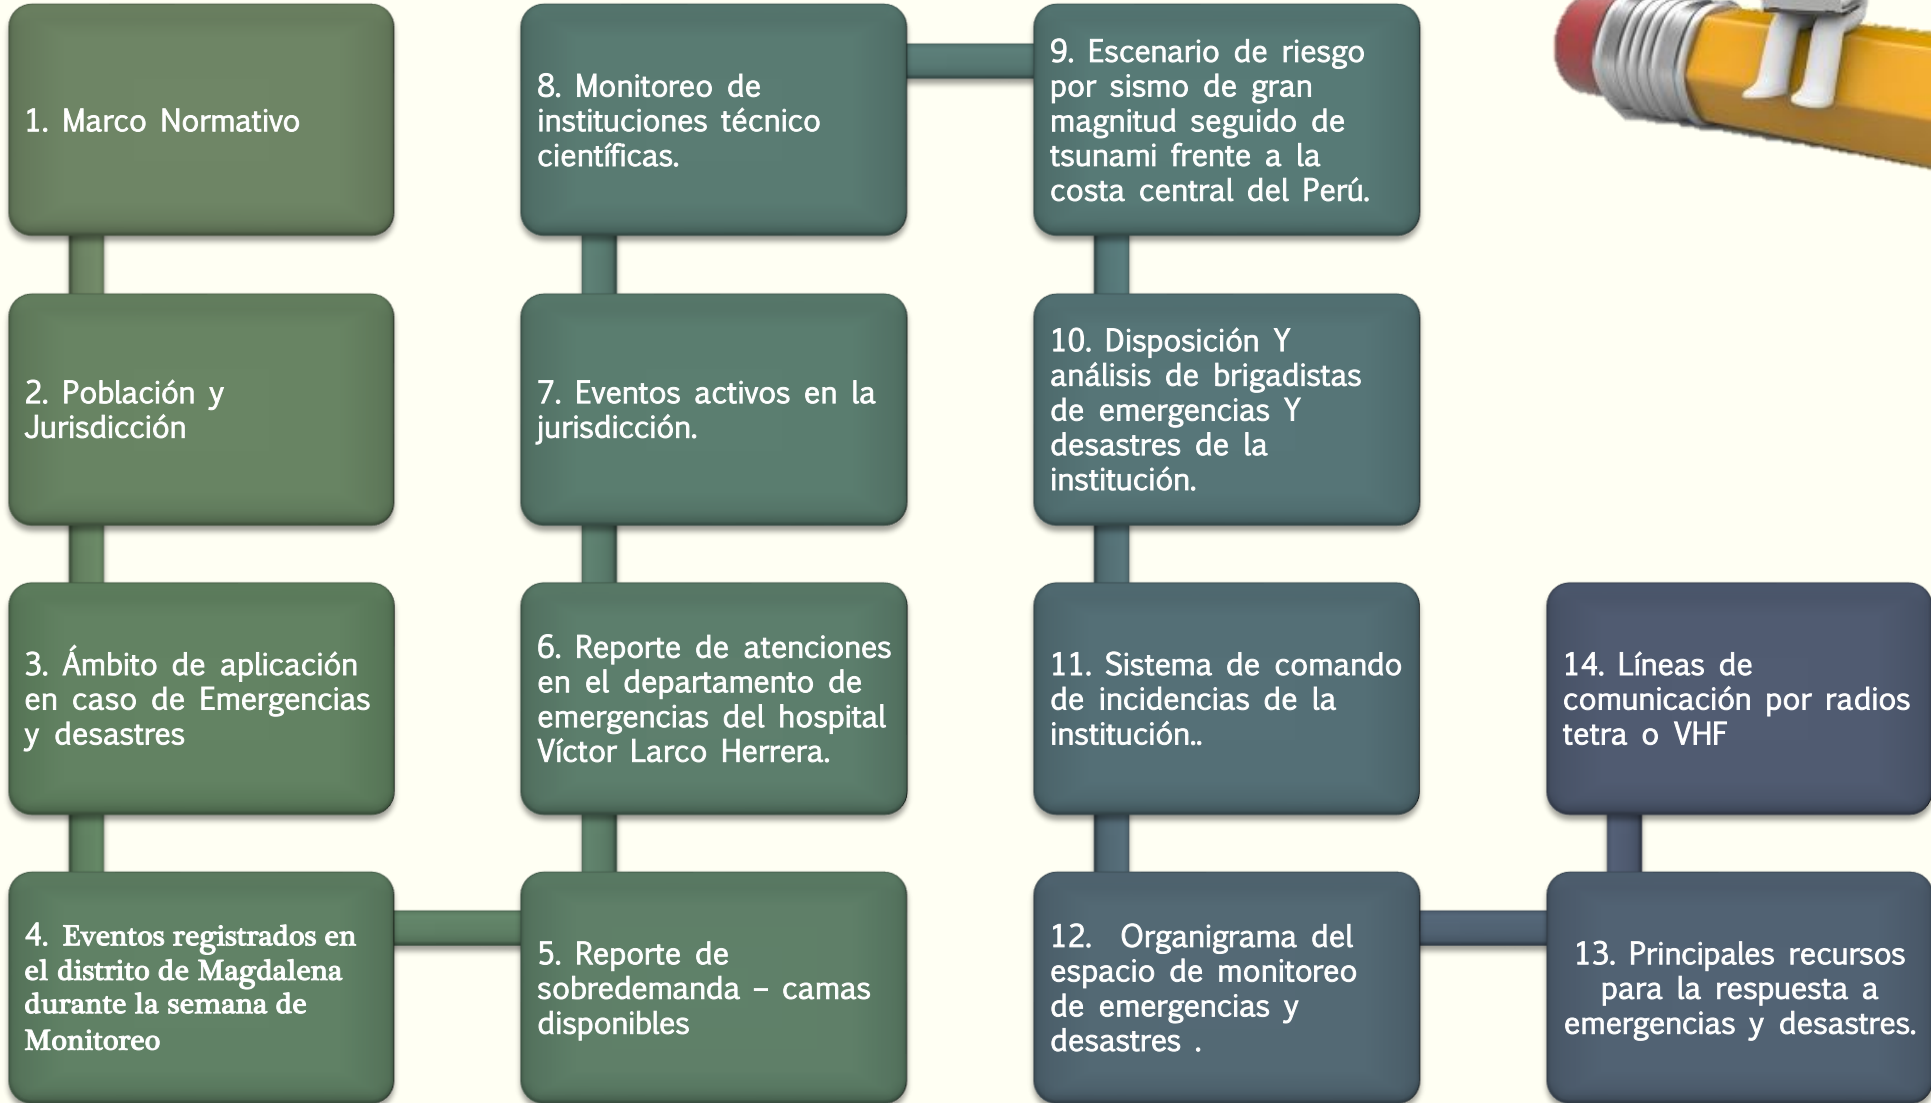 1. Marco Normativo
2. Población y
Jurisdicción
3. Ámbito de aplicación
en caso de Emergencias
y desastres
4. Eventos registrados en
el distrito de Magdalena
durante la semana de
Monitoreo
5. Reporte de
sobredemanda – camas
disponibles
6. Reporte de atenciones
en el departamento de
emergencias del hospital
Víctor Larco Herrera.
7. Eventos activos en la
jurisdicción.
8. Monitoreo de
instituciones técnico
científicas.
9. Escenario de riesgo
por sismo de gran
magnitud seguido de
tsunami frente a la
costa central del Perú.
10. Disposición Y
análisis de brigadistas
de emergencias Y
desastres de la
institución.
11. Sistema de comando
de incidencias de la
institución..
12. Organigrama del
espacio de monitoreo
de emergencias y
desastres .
13. Principales recursos
para la respuesta a
emergencias y desastres.
14. Líneas de
comunicación por radios
tetra o VHF